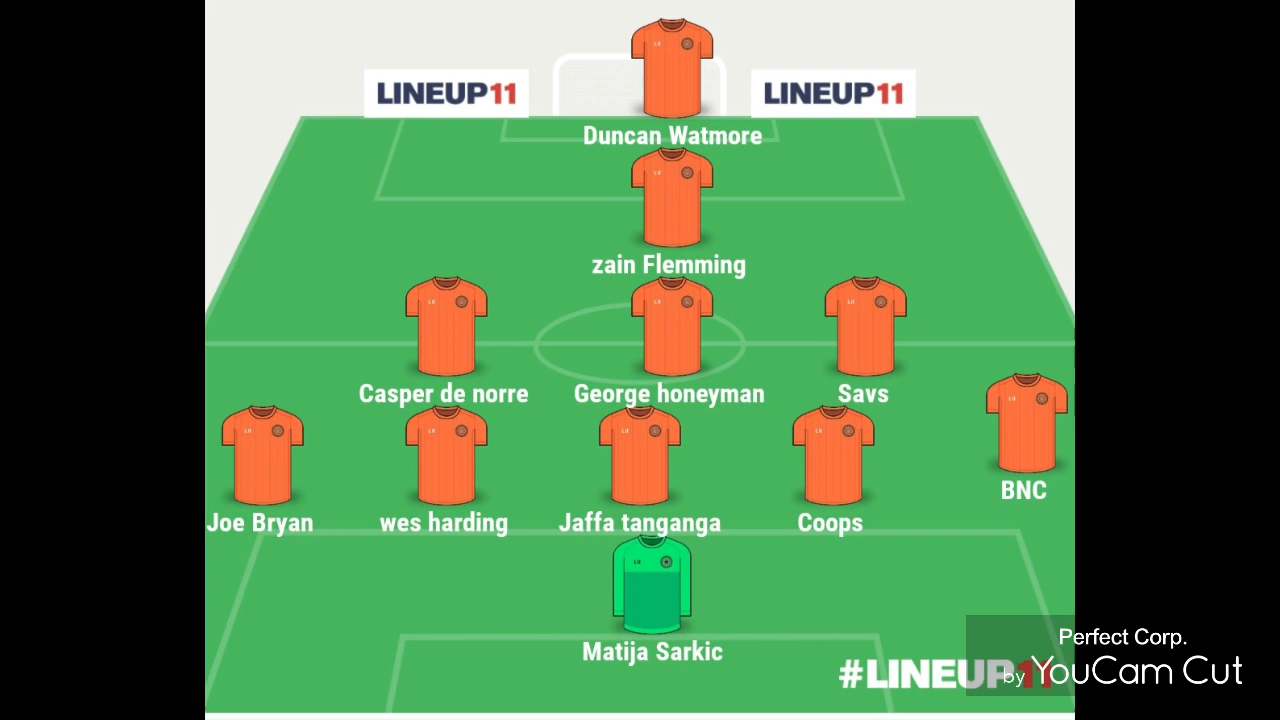 LINEUP11
LINEUP11
Duncan Watmore
zain Flemming
Casper de norre
George honeyman
Savs
BNC
Joe Bryan
wes harding
Jaffa tanganga
Coops
Matija Sarkic
#LINEUP11
Perfect Corp.
by YouCam Cut